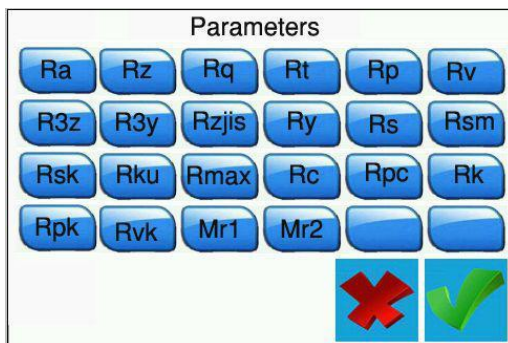 Parameters
Ra Rz Rq Rt Rp Rv
R3z R3y Rzjis Ry Rs Rsm
Rsk Rku Rmax Rc Rpc Rk
Rpk Rvk Mr1 Mr2